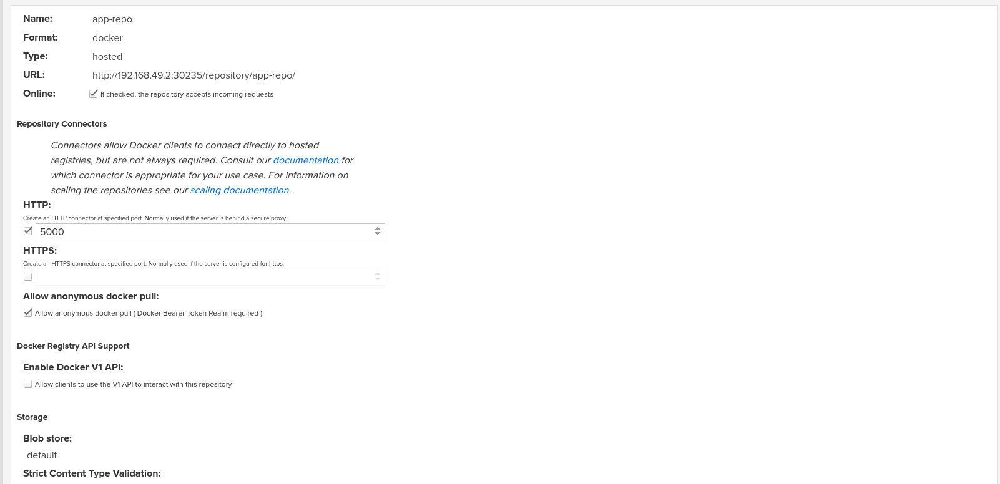 Name: app-repo
Format: docker
Type: hosted
URL: http://192.168.49.2:30235/repository/app-repo/
Online: If checked, the repository accepts incoming requests
Repository Connectors
Connectors allow Docker clients to connect directly to hosted
registries, but are not always required. Consult our documentation for
which connector is appropriate for your use case. For information on
scaling the repositories see our scaling documentation.
HTTP:
Create an HTTP connector at specified port. Normally used if the server is behind a secure proxy.
5000
HTTPS:
Create an HTTPS connector at specified port. Normally used if the server is configured for https.
Allow anonymous docker pull:
Allow anonymous docker pull ( Docker Bearer Token Realm required )
Docker Registry API Support
Enable Docker V1 API:
Allow clients to use the V1 API to interact with this repository
Storage
Blob store:
default
Strict Content Type Validation: